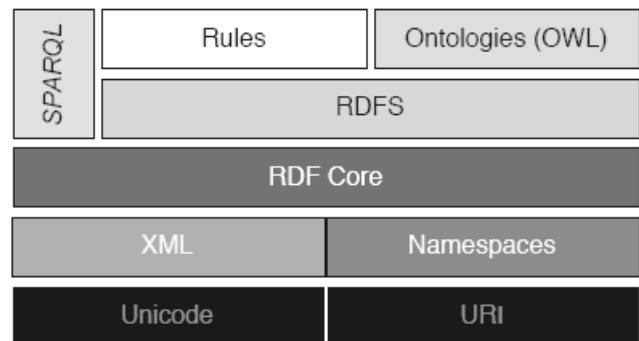 SPARQL
Rules
Ontologies (OWL)
RDFS
RDF Core
XML
Namespaces
Unicode
URI